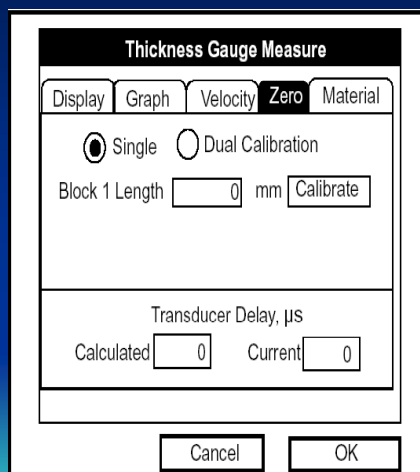 Thickness Gauge Measure
Display Graph Velocity Zero Material
Single Dual Calibration
Block 1 Length 0 mm Calibrate
Transducer Delay, μs
Calculated 0 Current 0
Cancel OK